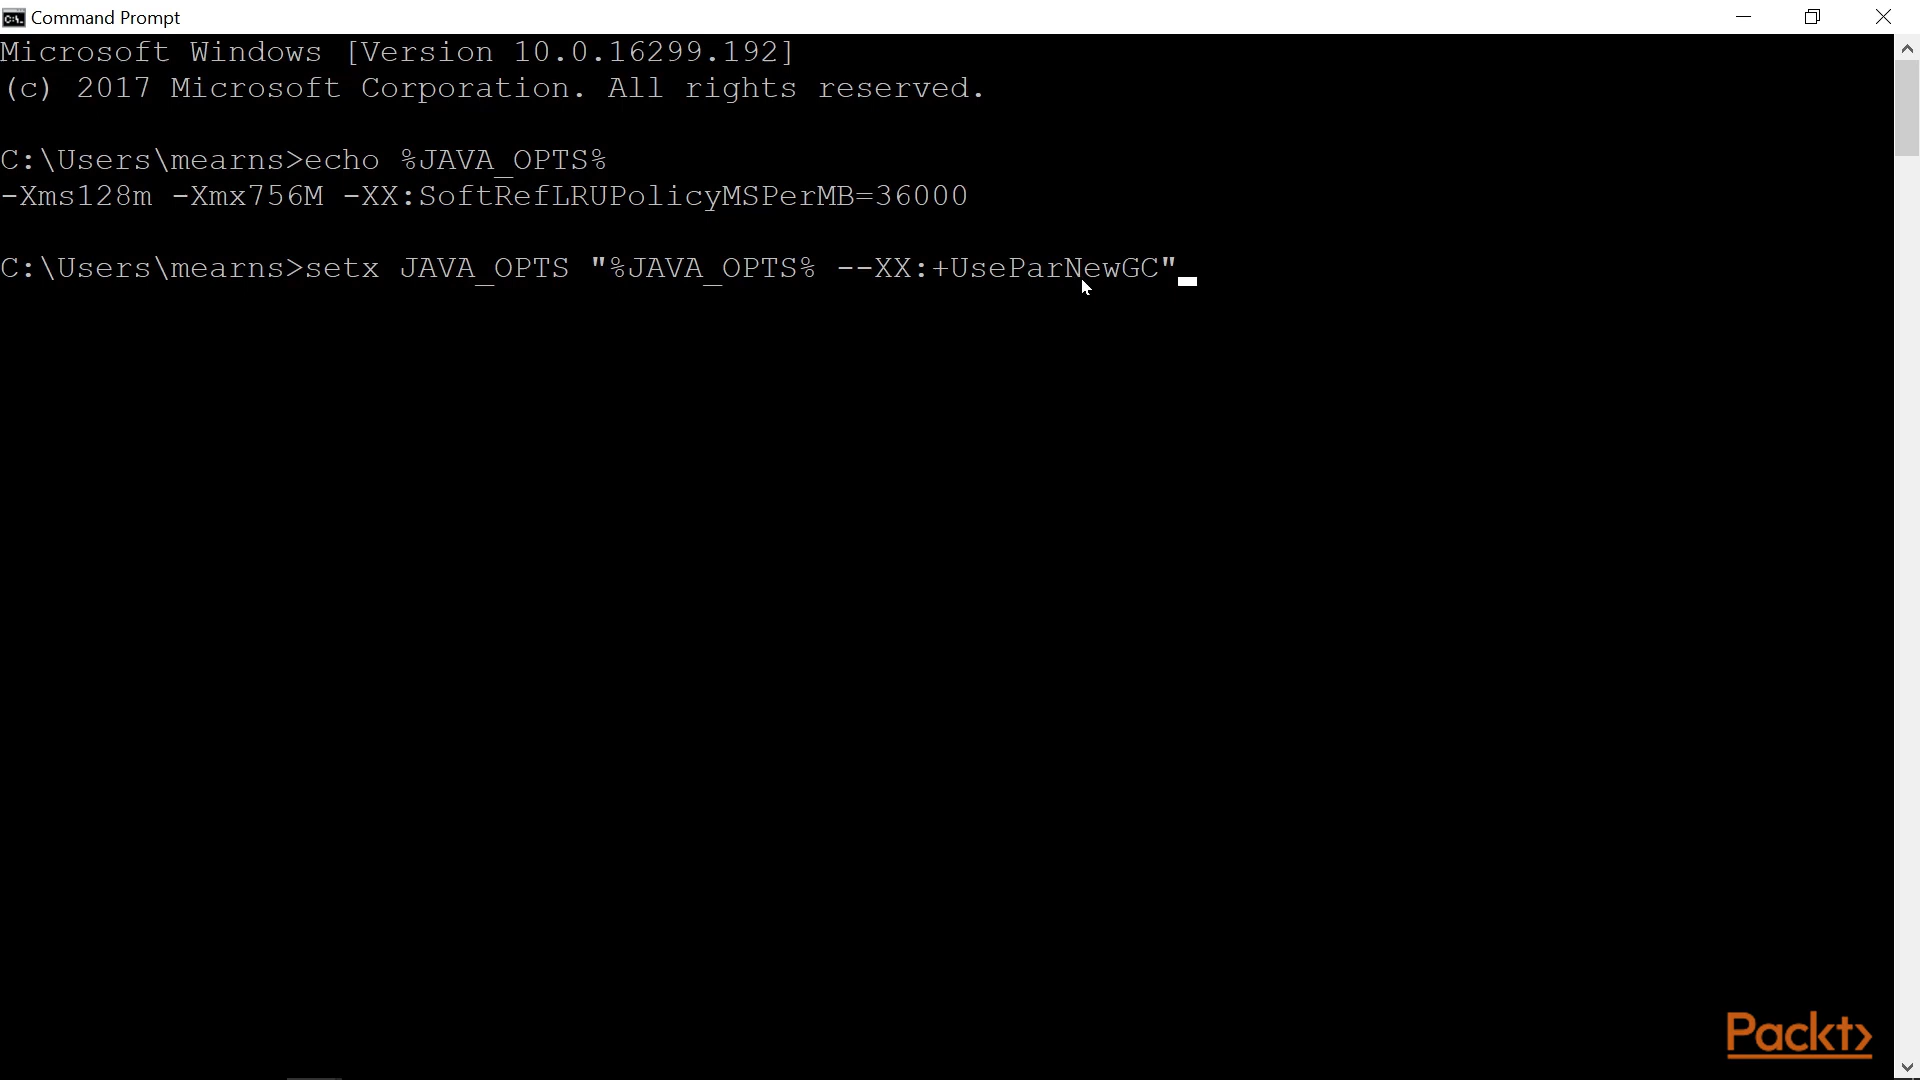 Command Prompt
Microsoft Windows [Version 10.0.16299.192]
(c) 2017 Microsoft Corporation. All rights reserved.
C:\Users\mearns>echo %JAVA_OPTS%
-Xms128m -Xmx756M -XX:SoftRefLRUPolicyMSPerMB=36000
C:\Users\mearns>setx JAVA_OPTS "%JAVA_OPTS% --XX:+UseParNewGC"
Packt>